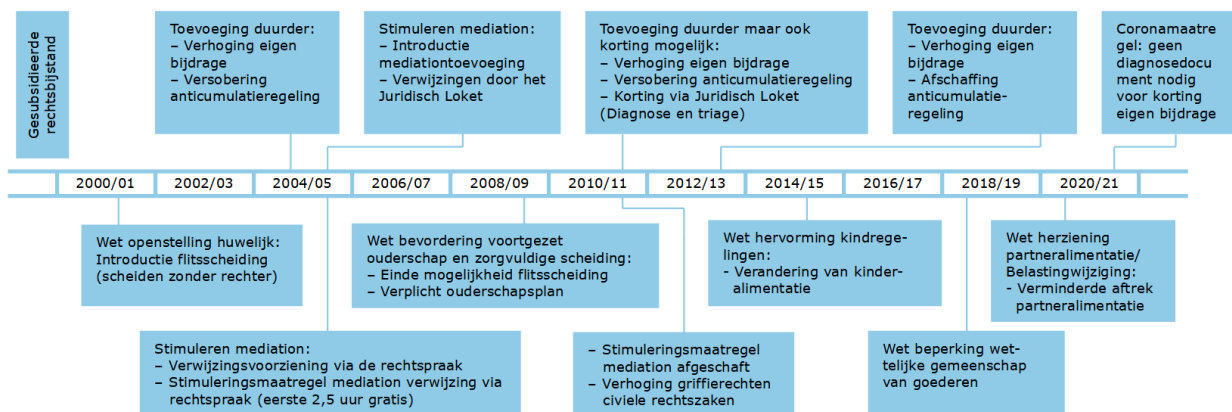 Gesubsidieerde
rechtsbijstand
Toevoeging duurder:
– Verhoging eigen
bijdrage
– Versobering
anticumulatieregeling
Stimuleren mediation:
– Introductie
mediationtoevoeging
– Verwijzingen door het
Juridisch Loket
Toevoeging duurder maar ook
korting mogelijk:
– Verhoging eigen bijdrage
– Versobering anticumulatieregeling
– Korting via Juridisch Loket
(Diagnose en triage)
Toevoeging duurder:
– Verhoging eigen
bijdrage
– Afschaffing
anticumulatie-
regeling
Coronamaatre
gel: geen
diagnosedocu
ment nodig
voor korting
eigen bijdrage
2000/01
2002/03
2004/05
2006/07
2008/09
2010/11
2012/13
2014/15
2016/17
2018/19
2020/21
Wet openstelling huwelijk:
Introductie flitsscheiding
(scheiden zonder rechter)
Wet bevordering voortgezet
ouderschap en zorgvuldige scheiding:
– Einde mogelijkheid flitsscheiding
– Verplicht ouderschapsplan
Wet hervorming kindrege-
lingen:
- Verandering van kinder-
alimentatie
Wet herziening
partneralimentatie/
Belastingwijziging:
- Verminderde aftrek
partneralimentatie
Stimuleren mediation:
– Verwijzingsvoorziening via de rechtspraak
– Stimuleringsmaatregel mediation verwijzing via
rechtspraak (eerste 2,5 uur gratis)
– Stimuleringsmaatregel
mediation afgeschaft
– Verhoging griffierechten
civiele rechtszaken
Wet beperking wet-
telijke gemeenschap
van goederen